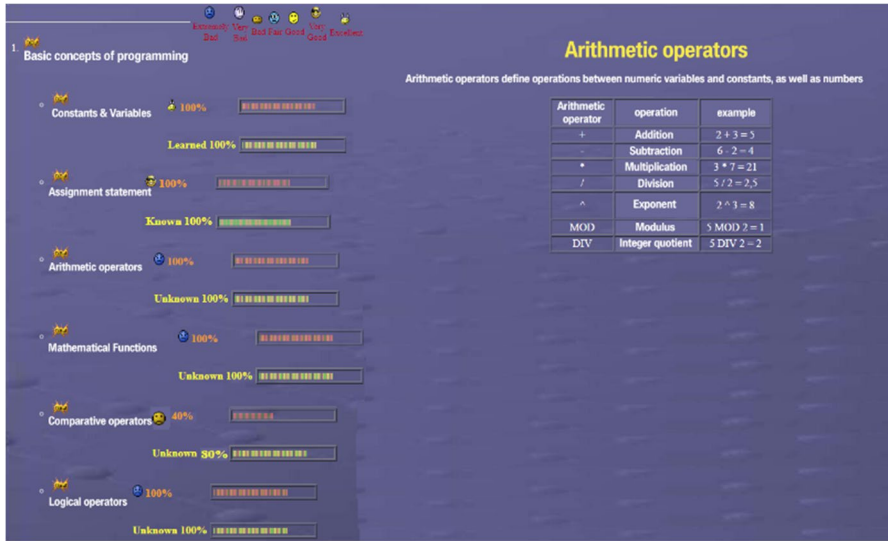 Extremely Bad
Very Bad
Bad
Fair
Good
Very Good
Excellent
1. Basic concepts of programming
Constants & Variables 100%
Learned 100%
Assignment statement 100%
Known 100%
Arithmetic operators 100%
Unknown 100%
Mathematical Functions 100%
Unknown 100%
Comparative operators 40%
Unknown 80%
Logical operators 100%
Unknown 100%
Arithmetic operators
Arithmetic operators define operations between numeric variables and constants, as well as numbers
Arithmetic operator operation example
+ Addition 2 + 3 = 5
- Subtraction 6 - 2 = 4
* Multiplication 3 * 7 = 21
/ Division 5 / 2 = 2,5
^ Exponent 2 ^ 3 = 8
MOD Modulus 5 MOD 2 = 1
DIV Integer quotient 5 DIV 2 = 2